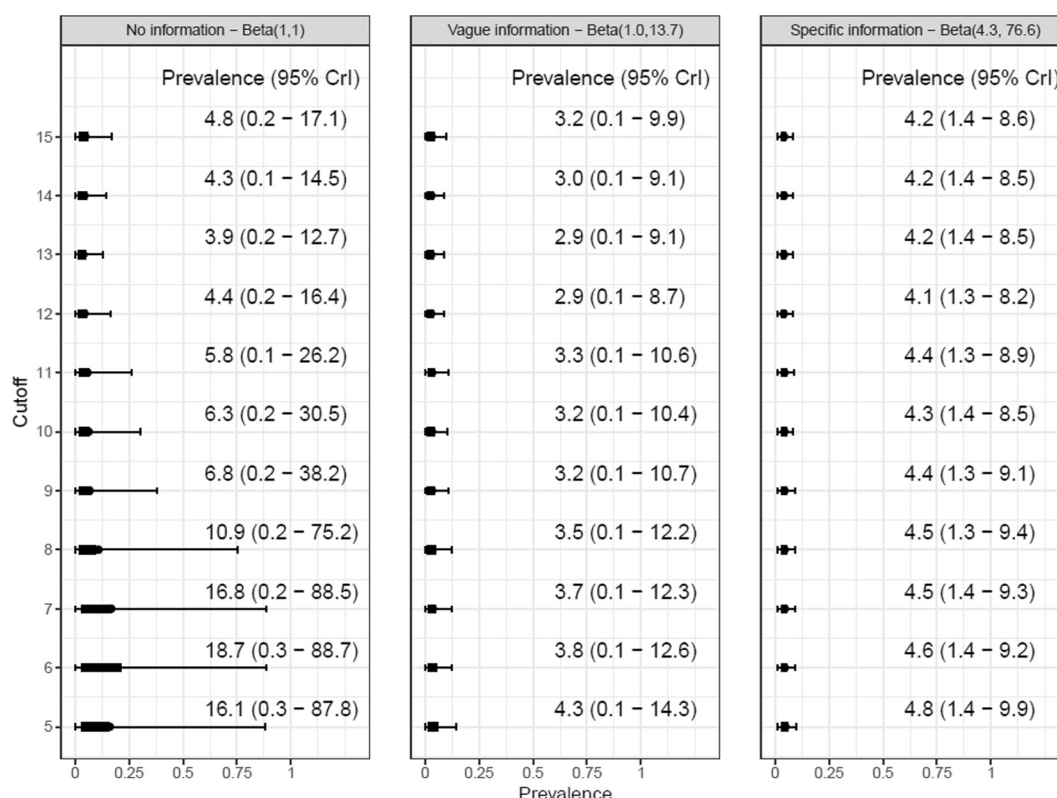 No information − Beta(1,1)
Vague information − Beta(1.0,13.7)
Specific information − Beta(4.3, 76.6)
Prevalence (95% CrI)
Prevalence (95% CrI)
Prevalence (95% CrI)
15
4.8 (0.2 − 17.1)
3.2 (0.1 − 9.9)
4.2 (1.4 − 8.6)
14
4.3 (0.1 − 14.5)
3.0 (0.1 − 9.1)
4.2 (1.4 − 8.5)
13
3.9 (0.2 − 12.7)
2.9 (0.1 − 9.1)
4.2 (1.4 − 8.5)
12
4.4 (0.2 − 16.4)
2.9 (0.1 − 8.7)
4.1 (1.3 − 8.2)
11
5.8 (0.1 − 26.2)
3.3 (0.1 − 10.6)
4.4 (1.3 − 8.9)
Cutoff
10
6.3 (0.2 − 30.5)
3.2 (0.1 − 10.4)
4.3 (1.4 − 8.5)
9
6.8 (0.2 − 38.2)
3.2 (0.1 − 10.7)
4.4 (1.3 − 9.1)
8
10.9 (0.2 − 75.2)
3.5 (0.1 − 12.2)
4.5 (1.3 − 9.4)
7
16.8 (0.2 − 88.5)
3.7 (0.1 − 12.3)
4.5 (1.4 − 9.3)
6
18.7 (0.3 − 88.7)
3.8 (0.1 − 12.6)
4.6 (1.4 − 9.2)
5
16.1 (0.3 − 87.8)
4.3 (0.1 − 14.3)
4.8 (1.4 − 9.9)
0 0.25 0.5 0.75 1
0 0.25 0.5 0.75 1
0 0.25 0.5 0.75 1
Prevalence